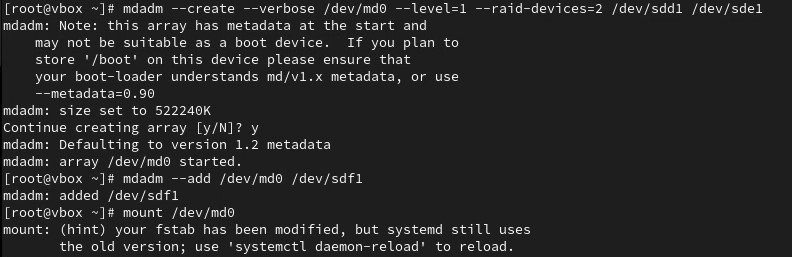 [root@vbox ~]# mdadm --create --verbose /dev/md0 --level=1 --raid-devices=2 /dev/sdd1 /dev/sde1
mdadm: Note: this array has metadata at the start and
    may not be suitable as a boot device.  If you plan to
    store '/boot' on this device please ensure that
    your boot-loader understands md/v1.x metadata, or use
    --metadata=0.90
mdadm: size set to 522240K
Continue creating array [y/N]? y
mdadm: Defaulting to version 1.2 metadata
mdadm: array /dev/md0 started.
[root@vbox ~]# mdadm --add /dev/md0 /dev/sdf1
mdadm: added /dev/sdf1
[root@vbox ~]# mount /dev/md0
mount: (hint) your fstab has been modified, but systemd still uses
       the old version; use 'systemctl daemon-reload' to reload.